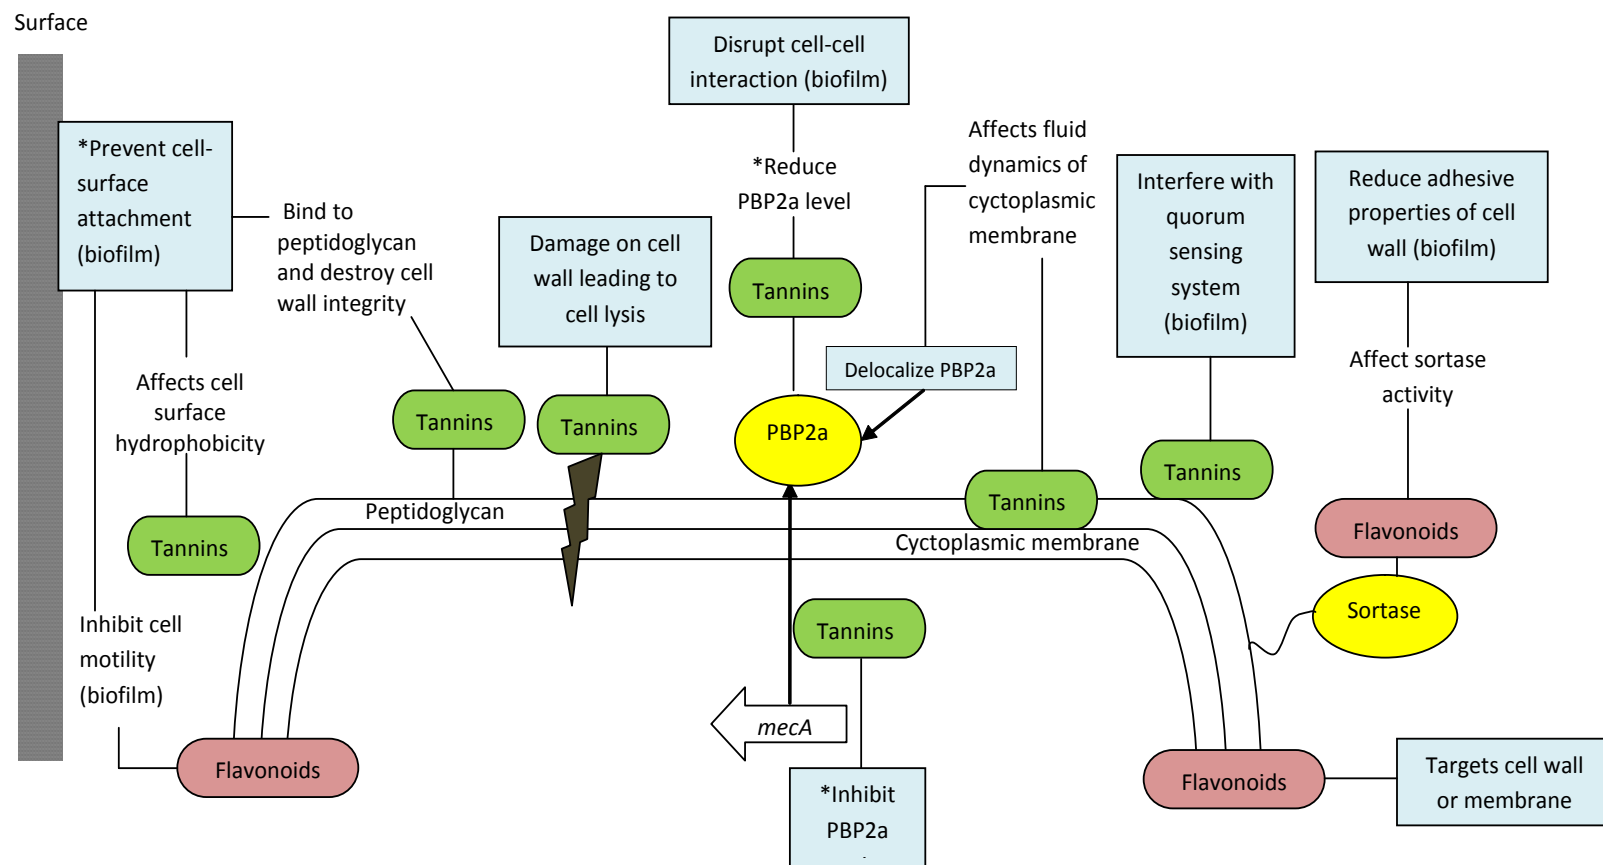 Surface
Disrupt cell-cell
interaction (biofilm)
*Prevent cell-
surface
attachment
(biofilm)
Bind to
peptidoglycan
and destroy cell
wall integrity
Damage on cell
wall leading to
cell lysis
*Reduce
PBP2a level
Affects fluid
dynamics of
cyctoplasmic
membrane
Interfere with
quorum
sensing
system
(biofilm)
Reduce adhesive
properties of cell
wall (biofilm)
Tannins
Delocalize PBP2a
Affect sortase
activity
Affects cell
surface
hydrophobicity
Tannins
Tannins
PBP2a
Tannins
Tannins
Peptidoglycan
Flavonoids
Tannins
Cyctoplasmic membrane
Sortase
Tannins
Inhibit cell
motility
(biofilm)
mecA
Flavonoids
Flavonoids
Targets cell wall
or membrane
*Inhibit
PBP2a